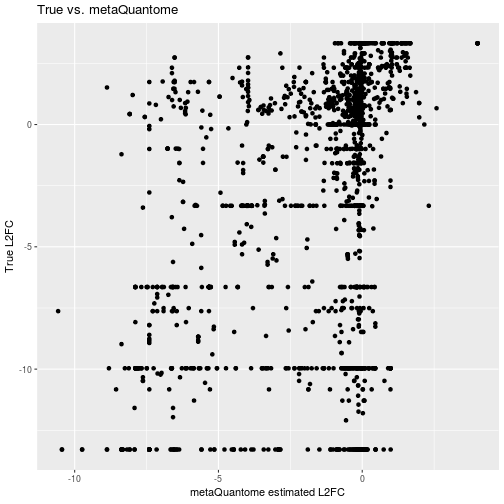 True vs. metaQuantome
True L2FC
0
-5
-10
-10 -5 0
metaQuantome estimated L2FC